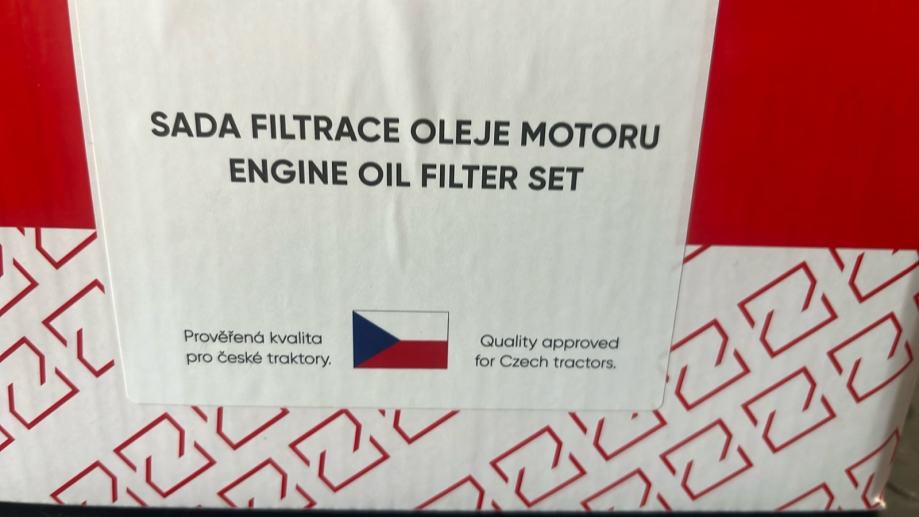 SADA FILTRACE OLEJE MOTORU
ENGINE OIL FILTER SET
Prověřená kvalita
pro české traktory.
Quality approved
for Czech tractors.